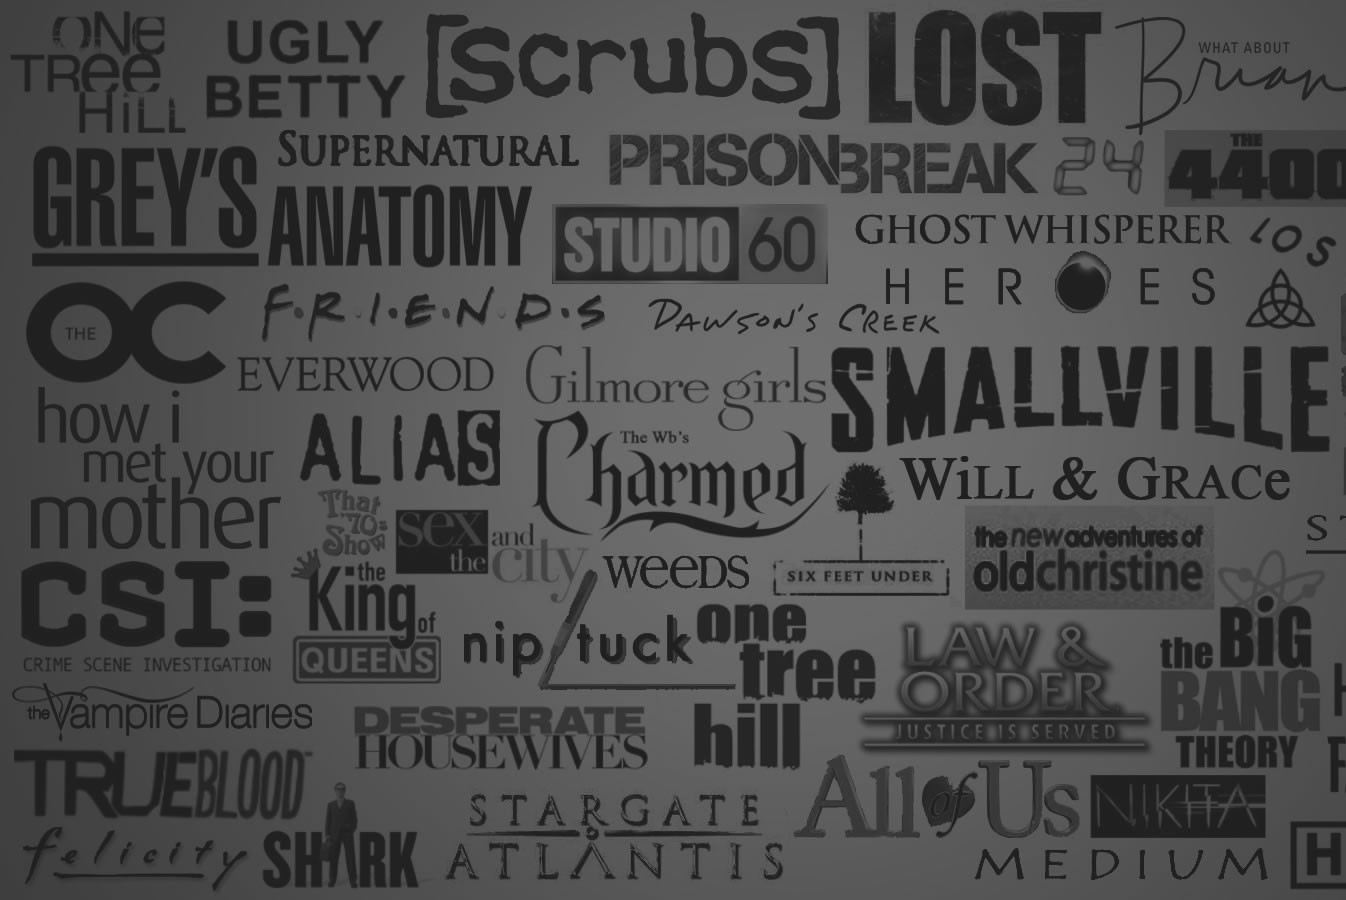 ONe
TRee
HiLL
UGLY
BETTY
[scrubs]
LOST
WHAT ABOUT
Brian
SUPERNATURAL
PRISON BREAK
24
THE
4400
GREY'S ANATOMY
STUDIO 60
GHOST WHISPERER
LOS
HEROES
THE OC
F·R·I·E·N·D·S
DAWSON'S CREEK
EVERWOOD
Gilmore girls
SMALLVILLE
how i
met your
mother
ALIAS
The Wb's
Charmed
WiLL & GRACe
That
'70s
Show
sex and
the city
weeDs
SIX FEET UNDER
the new adventures of
oldchristine
CSI:
CRIME SCENE INVESTIGATION
the
King of
QUEENS
nip/tuck
one
tree
hill
LAW &
ORDER
JUSTICE IS SERVED
the BiG
BANG
THEORY
the Vampire Diaries
DESPERATE
HOUSEWIVES
TRUEBLOOD
All of Us
NIKITA
felicity
SHARK
STARGATE
ATLANTIS
MEDIUM
H